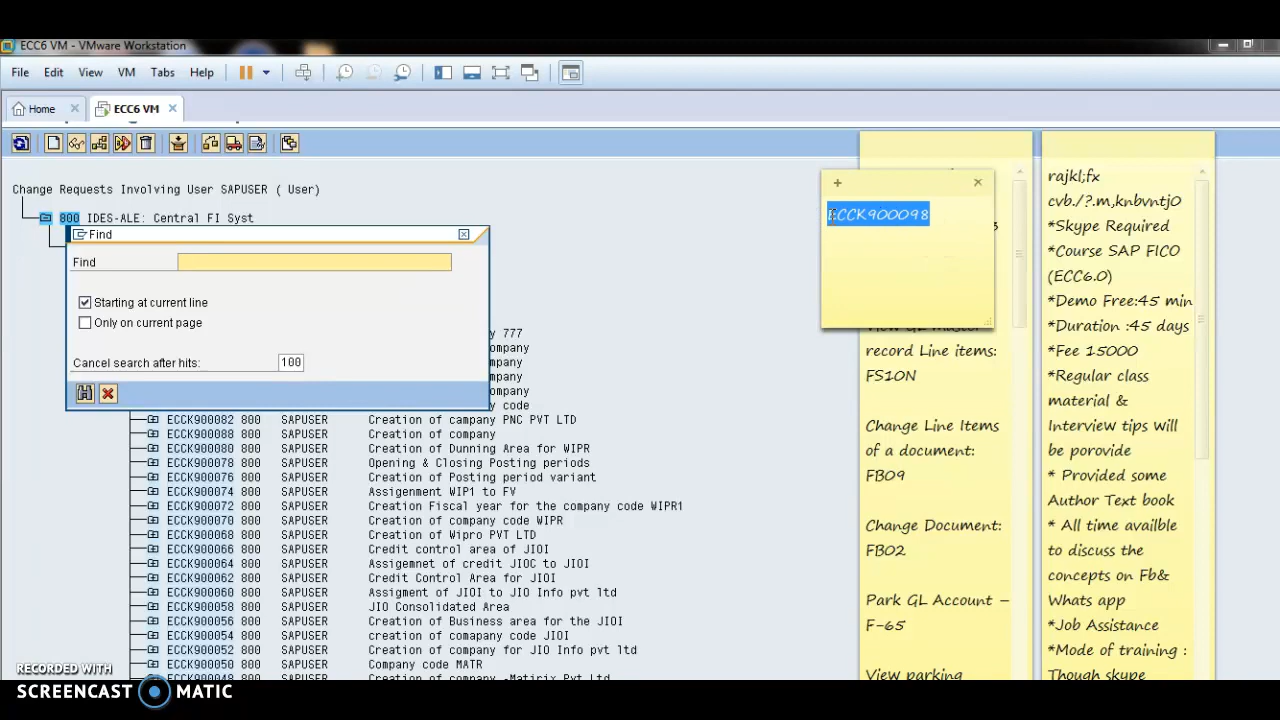 ECC6 VM - VMware Workstation
File Edit View VM Tabs Help
Home ECC6 VM
Change Requests Involving User SAPUSER ( User)
800 IDES-ALE: Central FI Syst
Find
Find
Starting at current line
Only on current page
Cancel search after hits: 100
y 777
ompany
mpany
mpany
ompany
code
ECCK900082 800 SAPUSER Creation of campany PNC PVT LTD
ECCK900088 800 SAPUSER Creation of company
ECCK900080 800 SAPUSER Creation of Dunning Area for WIPR
ECCK900078 800 SAPUSER Opening & Closing Posting periods
ECCK900076 800 SAPUSER Creation of Posting period variant
ECCK900074 800 SAPUSER Assigenment WIP1 to FV
ECCK900072 800 SAPUSER Creation Fiscal year for the company code WIPR1
ECCK900070 800 SAPUSER Creation of company code WIPR
ECCK900068 800 SAPUSER Creation of Wipro PVT LTD
ECCK900066 800 SAPUSER Credit control area of JIOI
ECCK900064 800 SAPUSER Assigemnet of credit JIOC to JIOI
ECCK900062 800 SAPUSER Credit Control Area for JIOI
ECCK900060 800 SAPUSER Assigment of JIOI to JIO Info pvt ltd
ECCK900058 800 SAPUSER JIO Consolidated Area
ECCK900056 800 SAPUSER Creation of Business area for the JIOI
ECCK900054 800 SAPUSER Creation of comapany code JIOI
ECCK900052 800 SAPUSER Creation of company for JIO Info pvt ltd
ECCK900050 800 SAPUSER Company code MATR
ECCK900098
3
record Line items:
FS10N
Change Line Items
of a document:
FB09
Change Document:
FB02
Park GL Account –
F-65
View parking
rajkl;fx
cvb./?.m,knbvntj0
*Skype Required
*Course SAP FICO
(ECC6.0)
*Demo Free:45 min
*Duration :45 days
*Fee 15000
*Regular class
material &
Interview tips will
be porovide
* Provided some
Author Text book
* All time availble
to discuss the
concepts on Fb&
Whats app
*Job Assistance
*Mode of training :
Though skype
RECORDED WITH
SCREENCAST MATIC